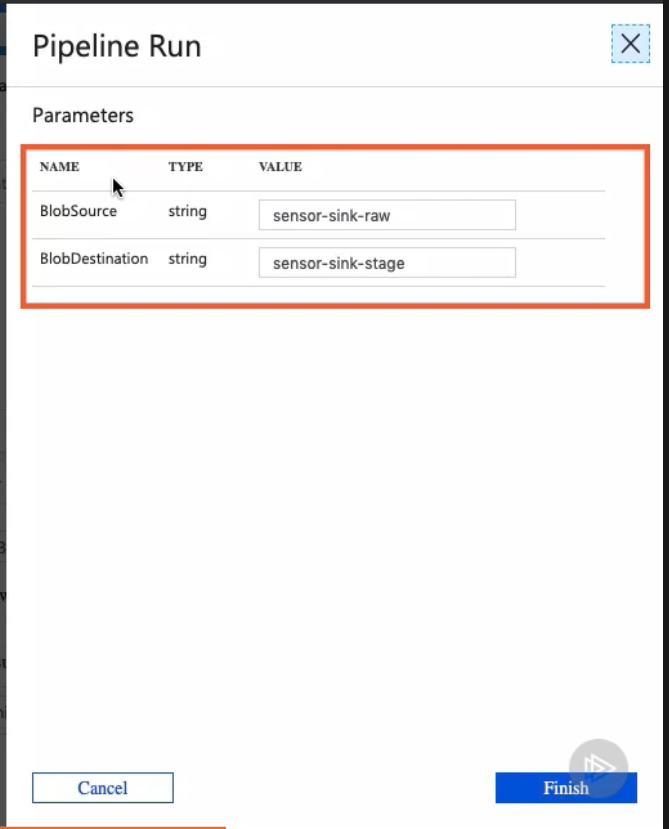 Pipeline Run
Parameters
NAME TYPE VALUE
BlobSource string sensor-sink-raw
BlobDestination string sensor-sink-stage
Cancel Finish